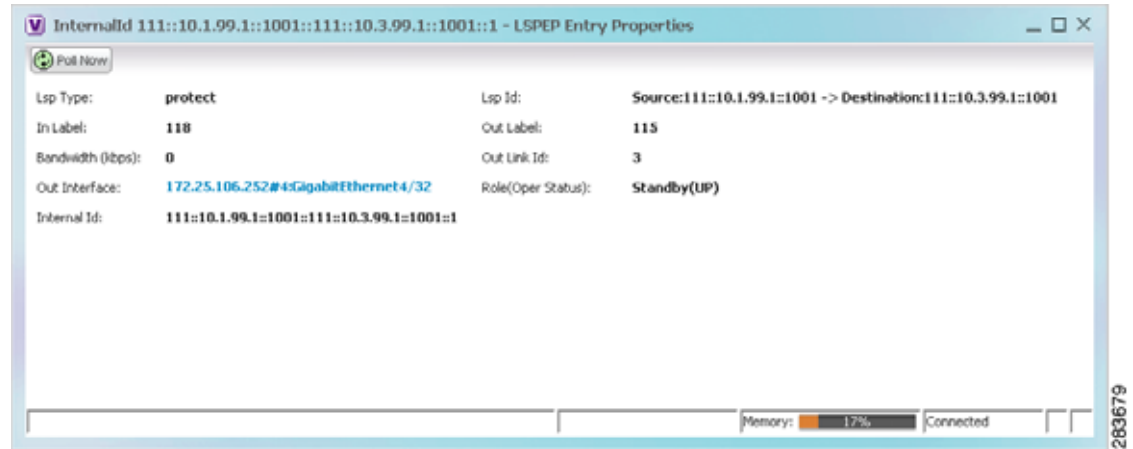 V InternalId 111::10.1.99.1::1001::111::10.3.99.1::1001::1 - LSPEP Entry Properties
Poll Now
Lsp Type: protect Lsp Id: Source:111::10.1.99.1::1001 -> Destination:111::10.3.99.1::1001
In Label: 118 Out Label: 115
Bandwidth (kbps): 0 Out Link Id: 3
Out Interface: 172.25.106.252#4:GigabitEthernet4/32 Role(Oper Status): Standby(UP)
Internal Id: 111::10.1.99.1::1001::111::10.3.99.1::1001::1
Memory: 17% Connected
283679